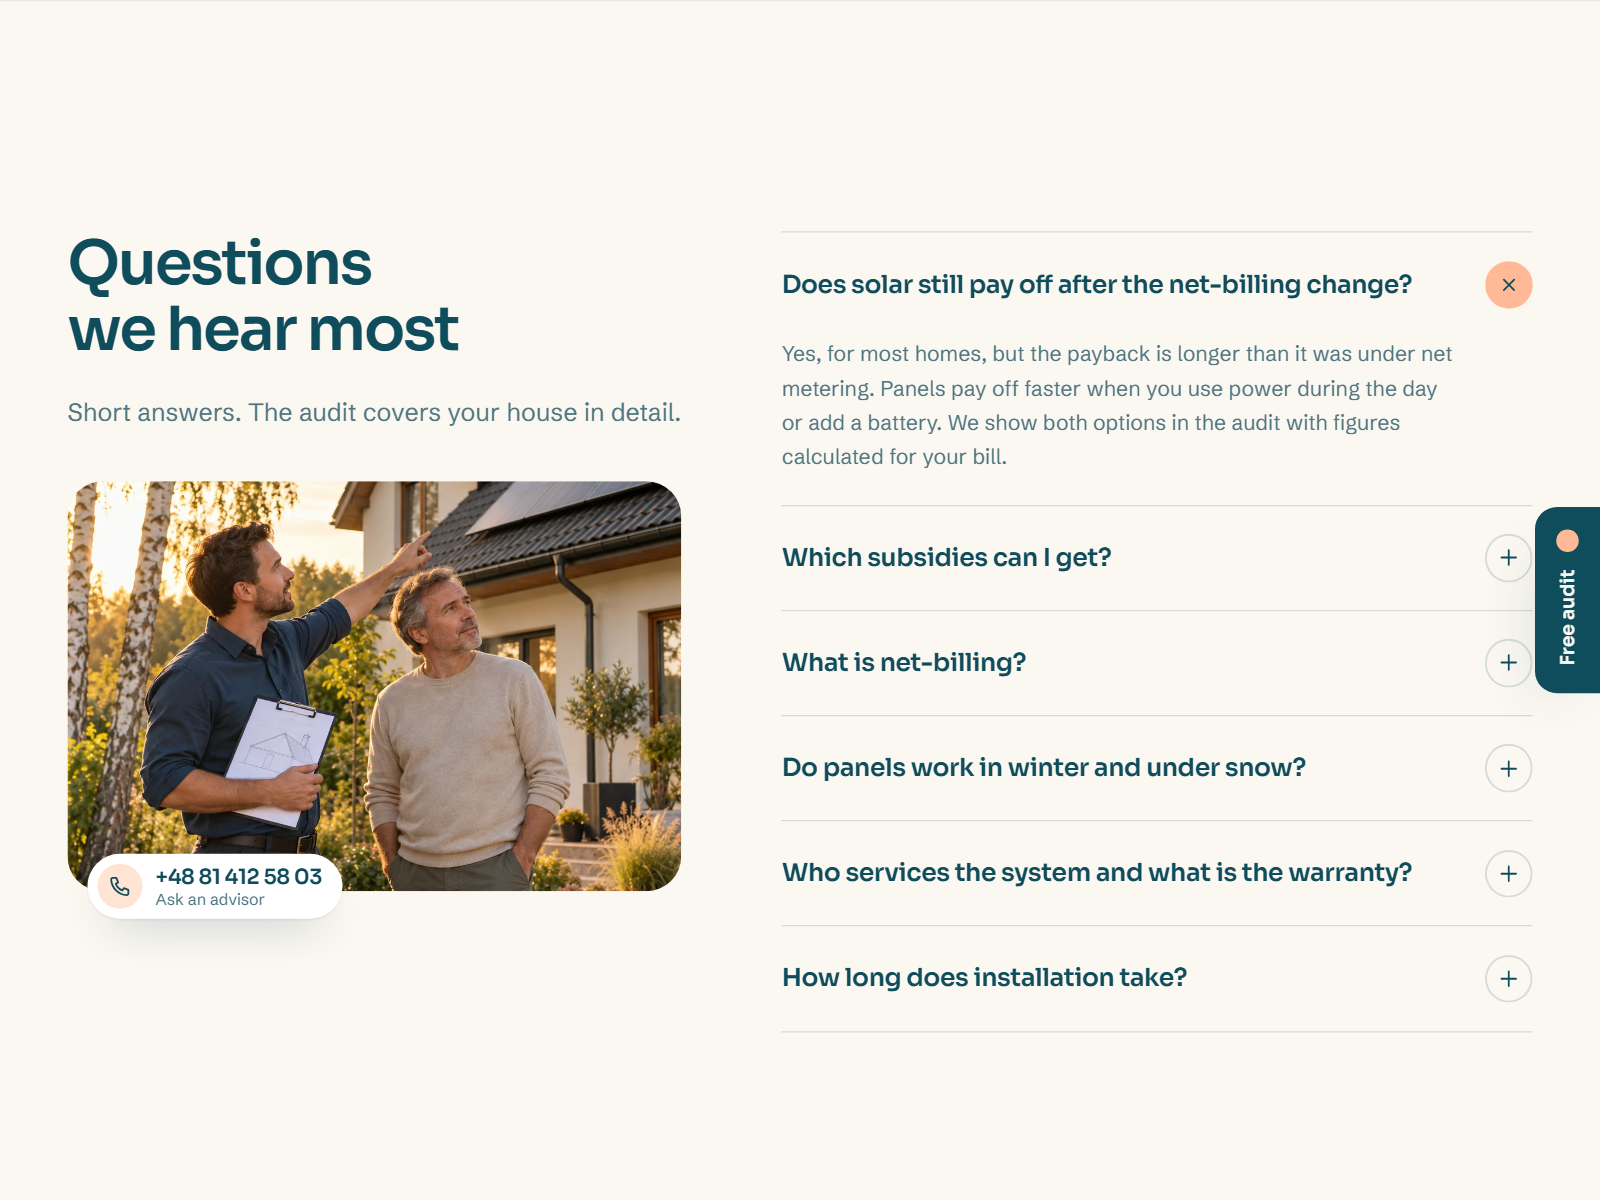 Questions
we hear most
Short answers. The audit covers your house in detail.
+48 81 412 58 03
Ask an advisor
Does solar still pay off after the net-billing change?
Yes, for most homes, but the payback is longer than it was under net
metering. Panels pay off faster when you use power during the day
or add a battery. We show both options in the audit with figures
calculated for your bill.
Which subsidies can I get?
What is net-billing?
Do panels work in winter and under snow?
Who services the system and what is the warranty?
How long does installation take?
Free audit